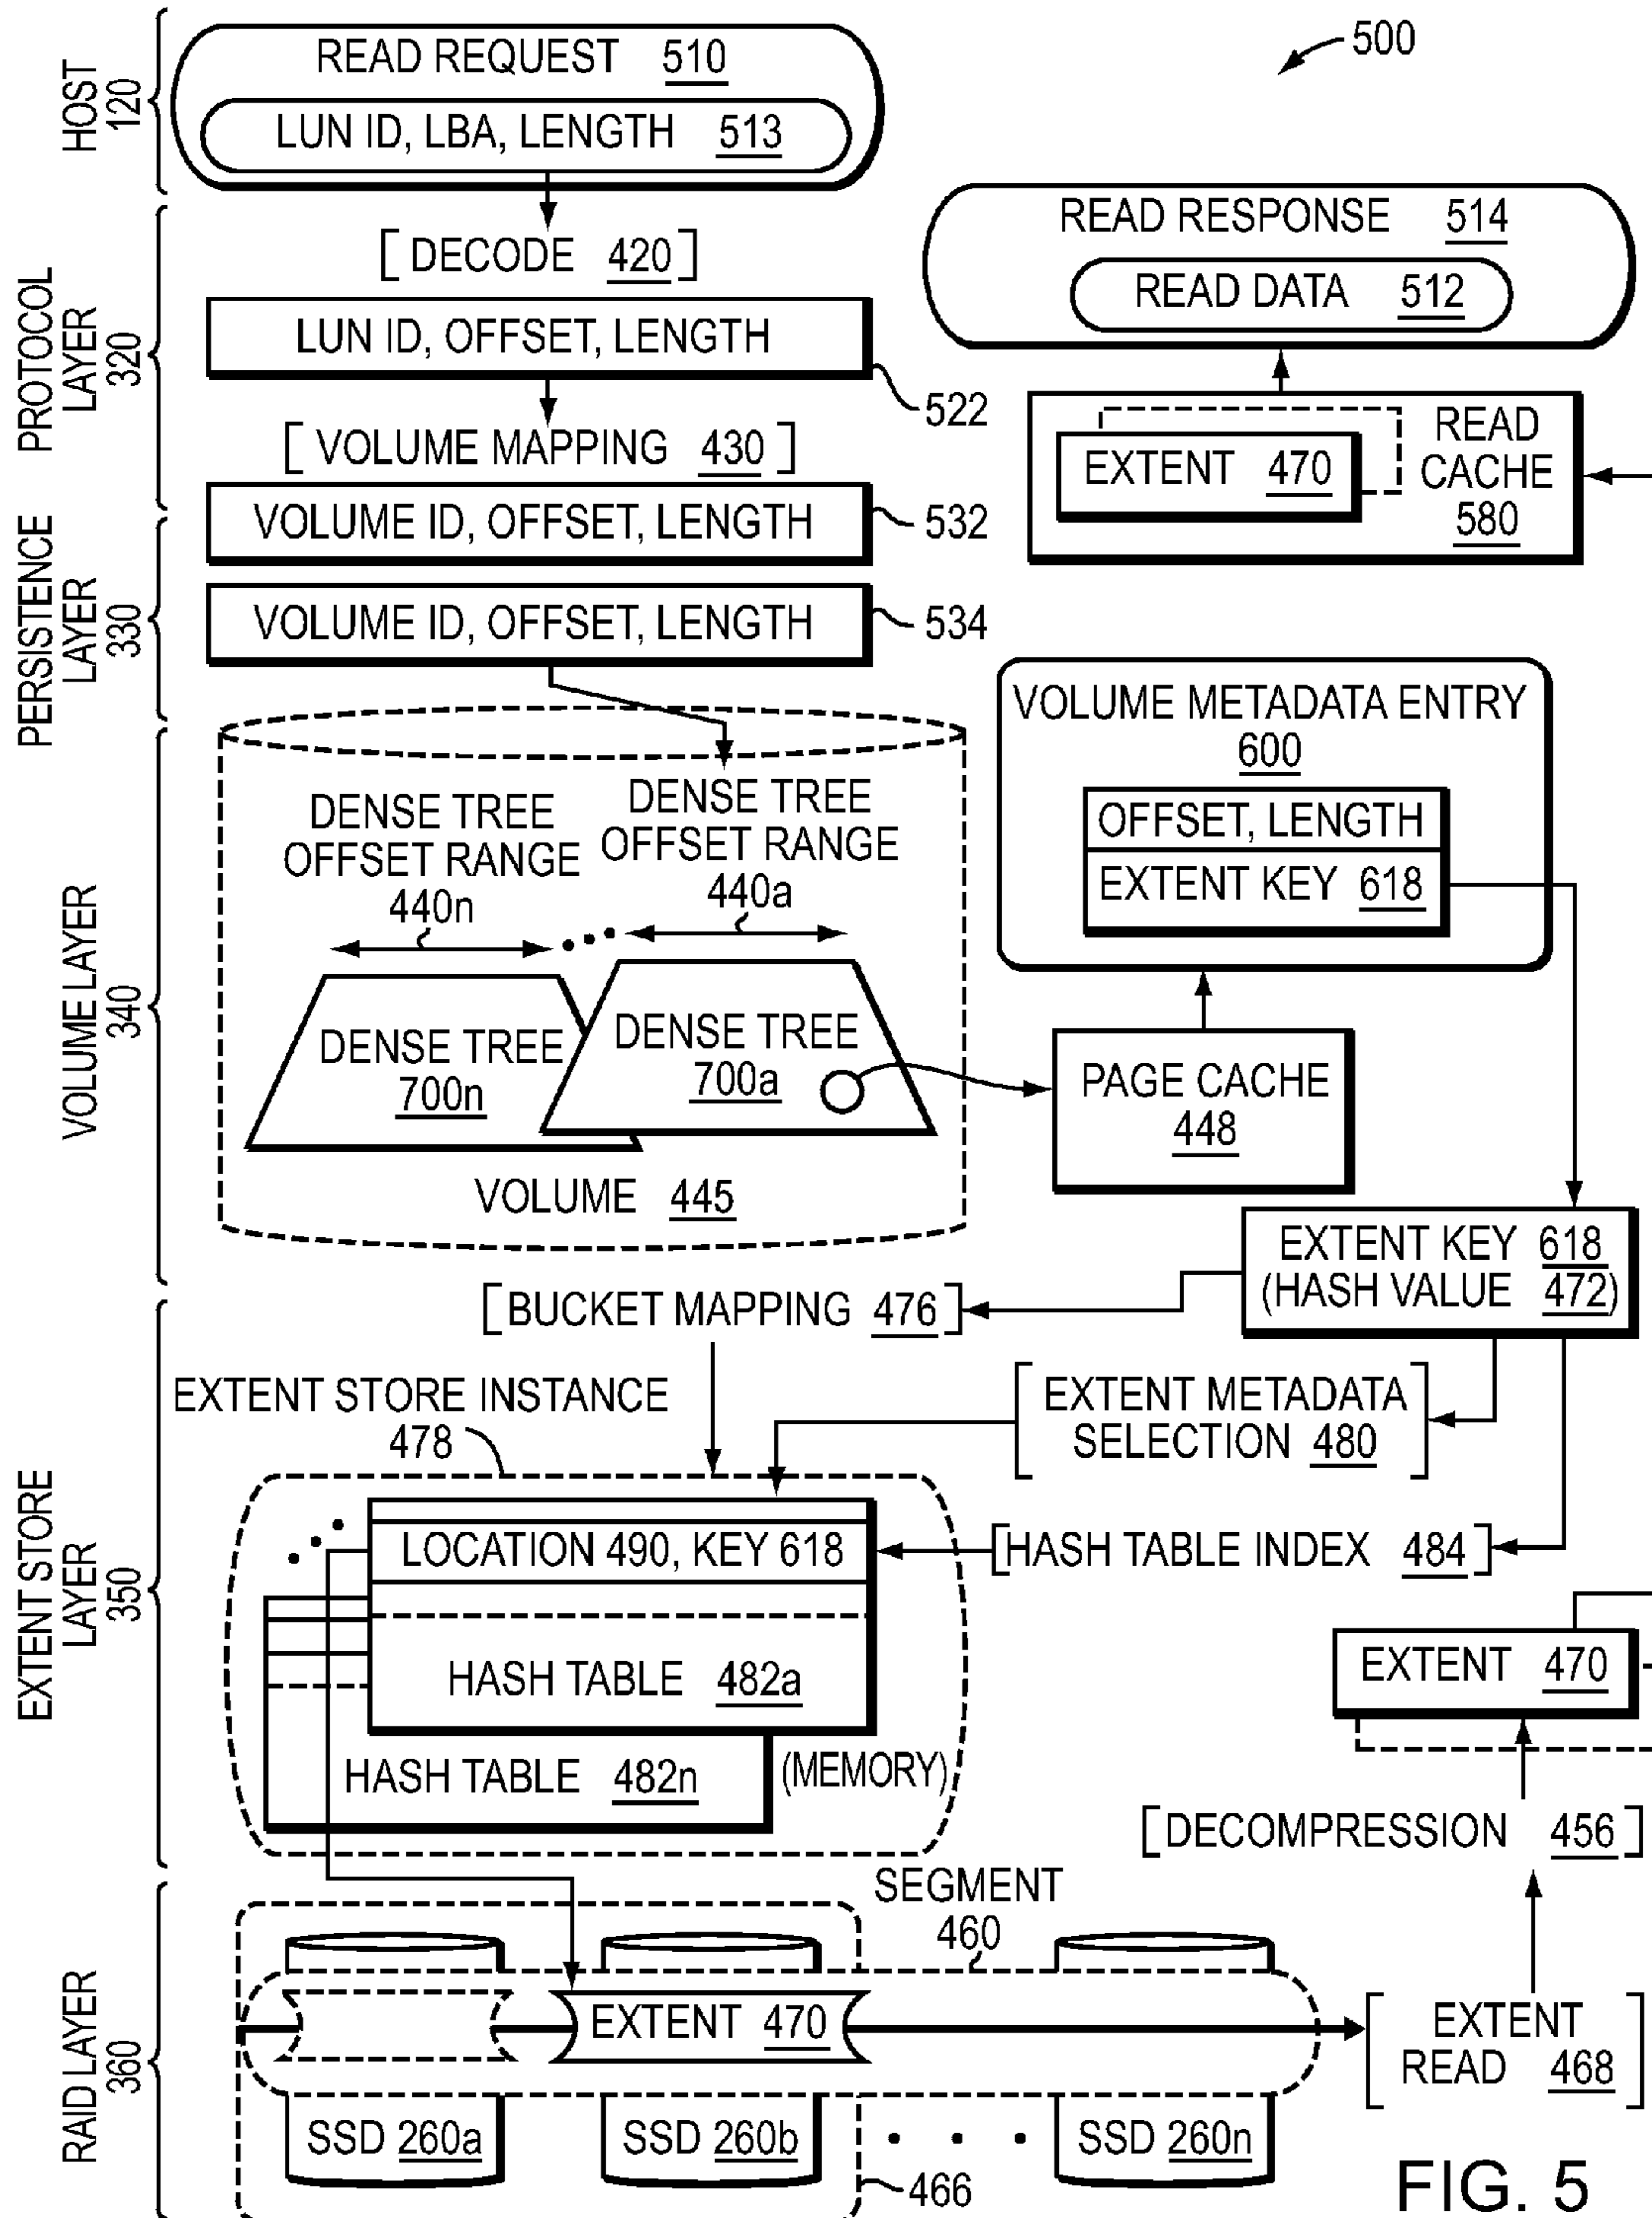 500
HOST
120
READ REQUEST 510
LUN ID, LBA, LENGTH 513
PROTOCOL
LAYER
320
[ DECODE 420 ]
LUN ID, OFFSET, LENGTH
522
[ VOLUME MAPPING 430 ]
VOLUME ID, OFFSET, LENGTH
532
READ RESPONSE 514
READ DATA 512
EXTENT 470
READ
CACHE
580
PERSISTENCE
LAYER
330
VOLUME ID, OFFSET, LENGTH
534
VOLUME LAYER
340
DENSE TREE
OFFSET RANGE
440n
DENSE TREE
OFFSET RANGE
440a
DENSE TREE
700n
DENSE TREE
700a
VOLUME 445
VOLUME METADATA ENTRY
600
OFFSET, LENGTH
EXTENT KEY 618
PAGE CACHE
448
EXTENT KEY 618
(HASH VALUE 472)
EXTENT STORE
LAYER
350
[BUCKET MAPPING 476]
EXTENT STORE INSTANCE
478
[EXTENT METADATA
SELECTION 480]
LOCATION 490, KEY 618
[HASH TABLE INDEX 484]
HASH TABLE 482a
HASH TABLE 482n
(MEMORY)
EXTENT 470
[DECOMPRESSION 456]
RAID LAYER
360
SEGMENT
460
EXTENT 470
[EXTENT
READ 468]
SSD 260a
SSD 260b
. . .
SSD 260n
466
FIG. 5